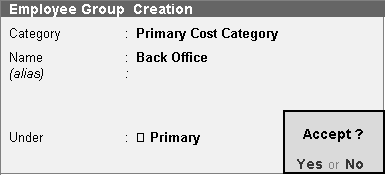 Employee Group Creation
Category : Primary Cost Category
Name : Back Office
(alias) :
Under : □ Primary
Accept ?
Yes or No